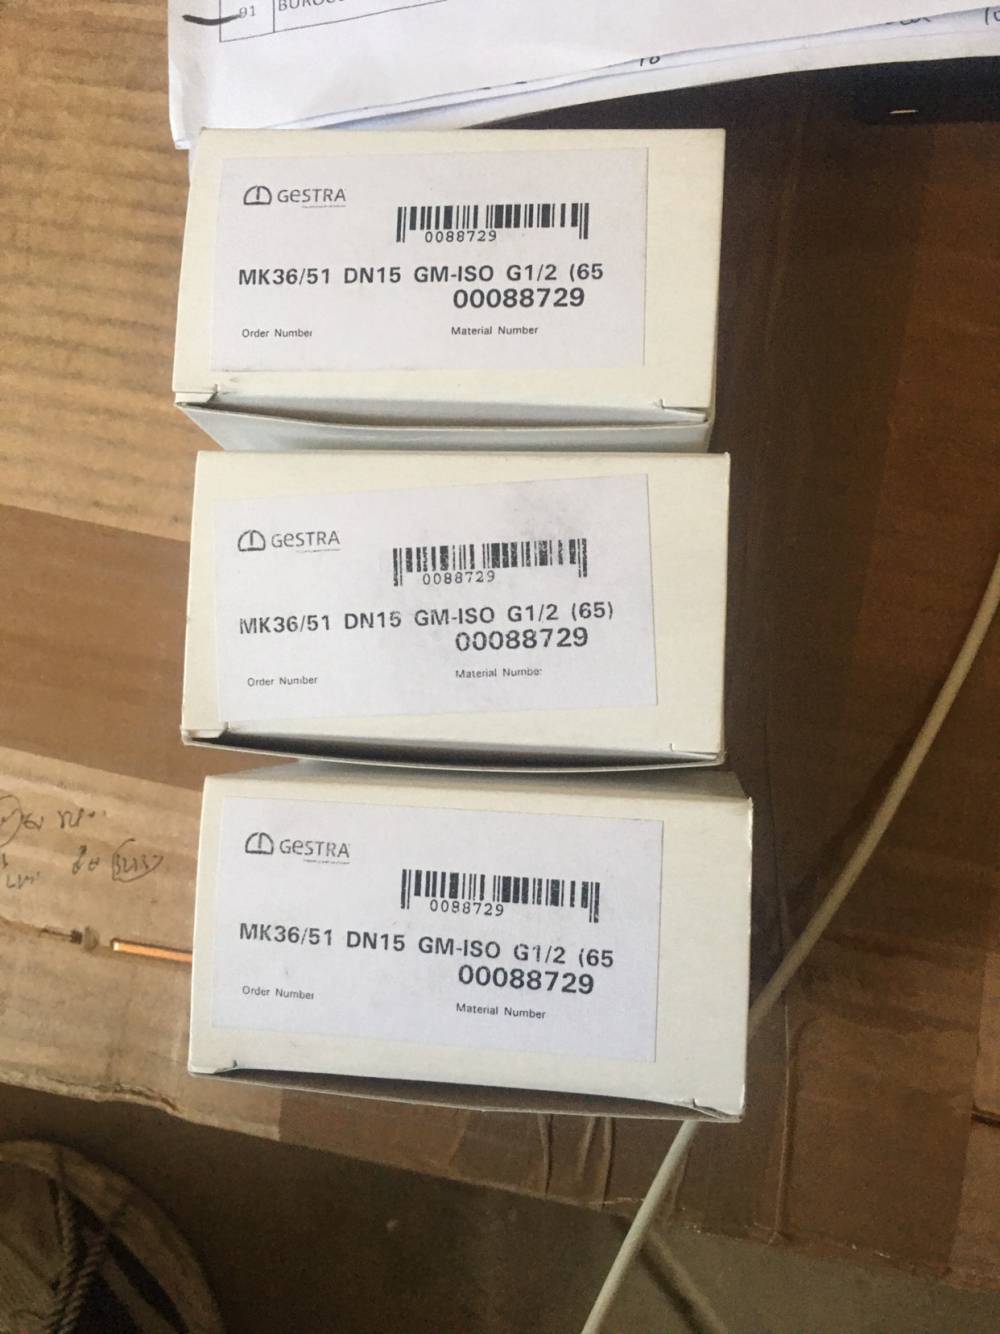 91
GESTRA
0088729
MK36/51 DN15 GM-ISO G1/2 (65
00088729
Order Number
Material Number
GESTRA
0088729
MK36/51 DN15 GM-ISO G1/2 (65)
00088729
Order Number
Material Numbe
GESTRA
0088729
MK36/51 DN15 GM-ISO G1/2 (65
00088729
Order Number
Material Number